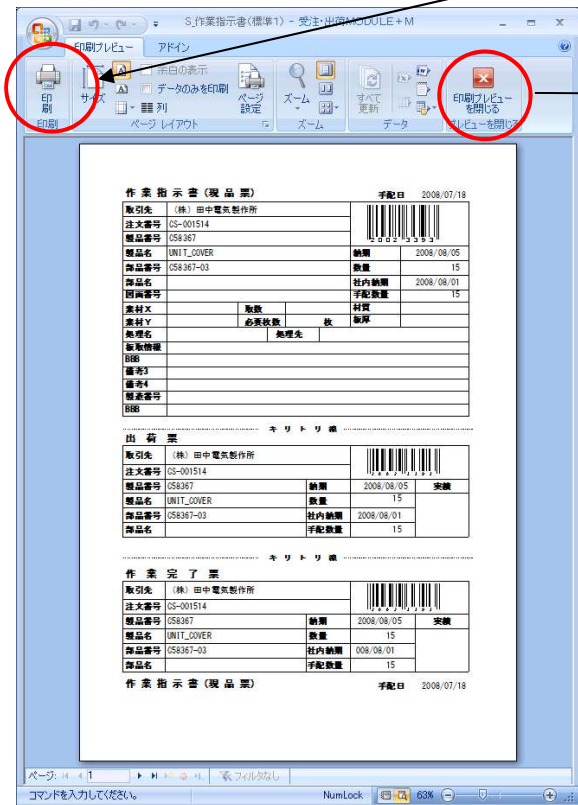 S_作業指示書(標準1) - 受注・出荷MODULE+M
印刷プレビュー アドイン
印刷
サイズ
余白の表示
データのみを印刷
列
ページ設定
ズーム
すべて更新
印刷プレビューを閉じる
印刷 ページ レイアウト ズーム データ プレビューを閉じる
作業指示書(現品票) 手配日 2008/07/18
取引先 (株)田中電気製作所
注文番号 CS-001514
製品番号 C58367
20023393
製品名 UNIT_COVER 納期 2008/08/05
部品番号 C58367-03 数量 15
部品名 社内納期 2008/08/01
図面番号 手配数量 15
素材X 取数 材質
素材Y 必要枚数 枚 板厚
処理名 処理先
板取情報
BBB
備考3
備考4
製造番号
BBB
キリトリ線
出荷票
取引先 (株)田中電気製作所
注文番号 CS-001514
製品番号 C58367 納期 2008/08/05 実績
製品名 UNIT_COVER 数量 15
部品番号 C58367-03 社内納期 2008/08/01
部品名 手配数量 15
キリトリ線
作業完了票
取引先 (株)田中電気製作所
注文番号 CS-001514
製品番号 C58367 納期 2008/08/05 実績
製品名 UNIT_COVER 数量 15
部品番号 C58367-03 社内納期 008/08/01
部品名 手配数量 15
作業指示書(現品票) 手配日 2008/07/18
ページ: 1 フィルタなし
コマンドを入力してください。 NumLock 63%